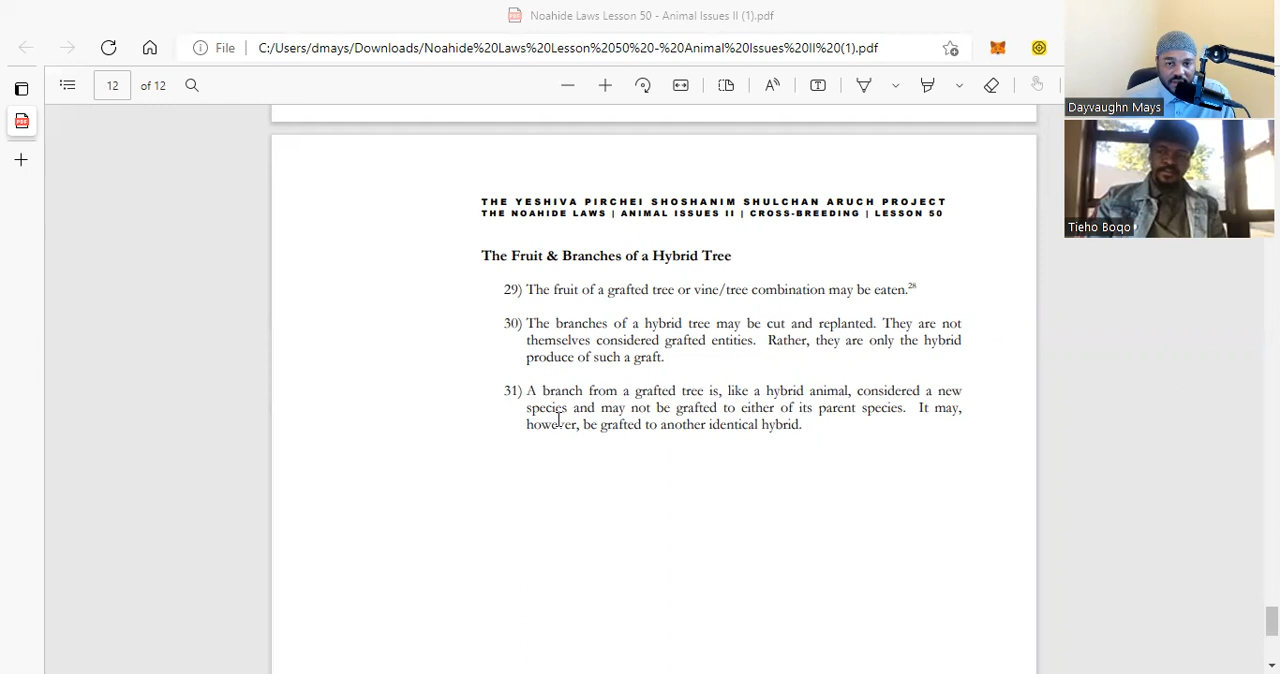 Noahide Laws Lesson 50 - Animal Issues II (1).pdf
File
C:/Users/dmays/Downloads/Noahide%20Laws%20Lesson%2050%20-%20Animal%20Issues%20II%20(1).pdf
12 of 12
Dayvaughn Mays
Tieho Boqo
THE YESHIVA PIRCHEI SHOSHANIM SHULCHAN ARUCH PROJECT
THE NOAHIDE LAWS | ANIMAL ISSUES II | CROSS-BREEDING | LESSON 50
The Fruit & Branches of a Hybrid Tree
29) The fruit of a grafted tree or vine/tree combination may be eaten.28
30) The branches of a hybrid tree may be cut and replanted. They are not
themselves considered grafted entities. Rather, they are only the hybrid
produce of such a graft.
31) A branch from a grafted tree is, like a hybrid animal, considered a new
species and may not be grafted to either of its parent species. It may,
however, be grafted to another identical hybrid.